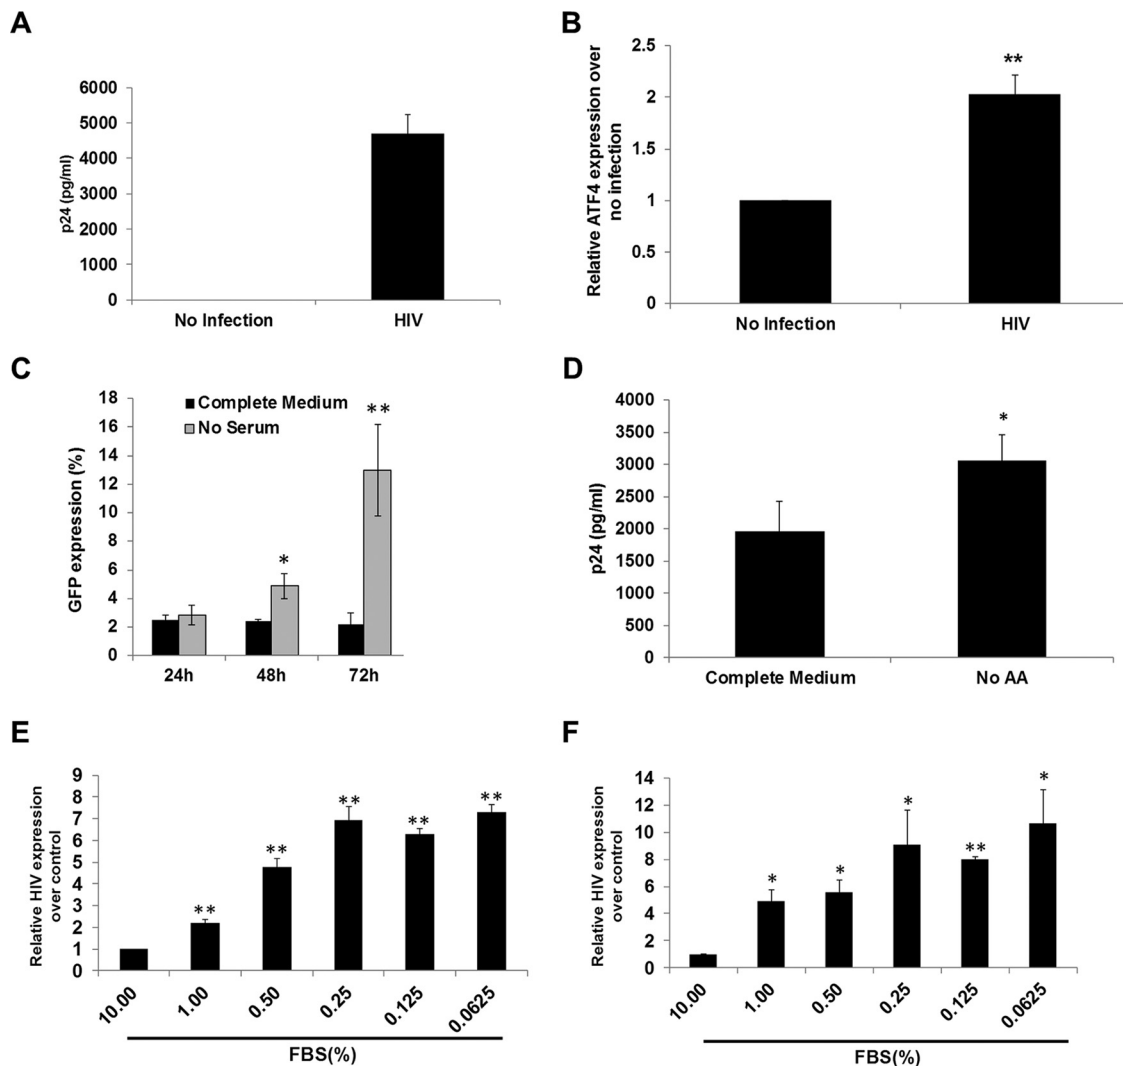 A
p24 (pg/ml)
6000
5000
4000
3000
2000
1000
0
No Infection
HIV
B
Relative ATF4 expression over
no infection
2.5
2
1.5
1
0.5
0
**
No Infection
HIV
C
GFP expression (%)
18
16
14
12
10
8
6
4
2
0
Complete Medium
No Serum
*
**
24h
48h
72h
D
p24 (pg/ml)
4000
3500
3000
2500
2000
1500
1000
500
0
*
Complete Medium
No AA
E
Relative HIV expression
over control
9
8
7
6
5
4
3
2
1
0
**
**
**
**
**
10.00
1.00
0.50
0.25
0.125
0.0625
FBS(%)
F
Relative HIV expression
over control
14
12
10
8
6
4
2
0
*
*
*
**
*
10.00
1.00
0.50
0.25
0.125
0.0625
FBS(%)